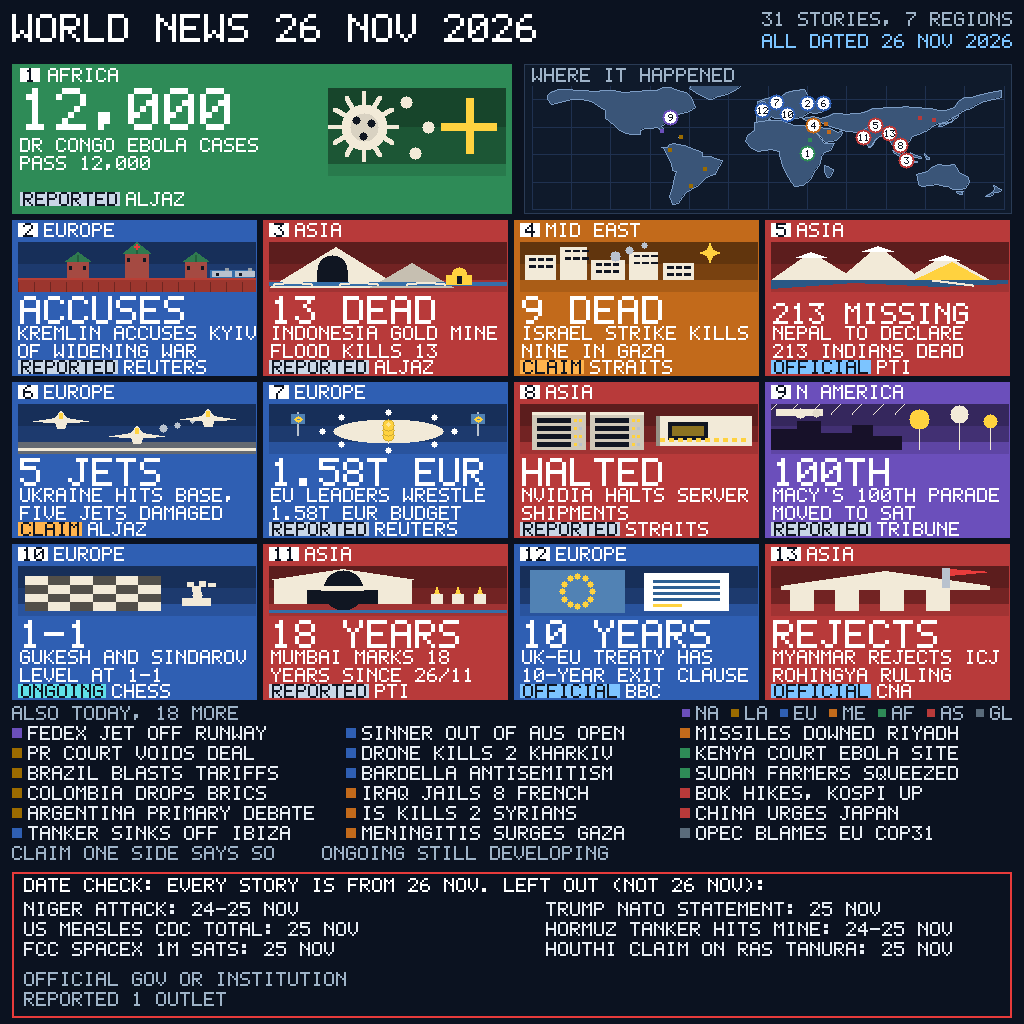 WORLD NEWS 26 NOV 2026
31 STORIES, 7 REGIONS
ALL DATED 26 NOV 2026
1 AFRICA
12,000
DR CONGO EBOLA CASES
PASS 12,000
REPORTED ALJAZ
WHERE IT HAPPENED
12 7 10 2 6
9 4 1 11 5 13 8 3
2 EUROPE
ACCUSES
KREMLIN ACCUSES KYIV
OF WIDENING WAR
REPORTED REUTERS
3 ASIA
13 DEAD
INDONESIA GOLD MINE
FLOOD KILLS 13
REPORTED ALJAZ
4 MID EAST
9 DEAD
ISRAEL STRIKE KILLS
NINE IN GAZA
CLAIM STRAITS
5 ASIA
213 MISSING
NEPAL TO DECLARE
213 INDIANS DEAD
OFFICIAL PTI
6 EUROPE
5 JETS
UKRAINE HITS BASE,
FIVE JETS DAMAGED
CLAIM ALJAZ
7 EUROPE
1.58T EUR
EU LEADERS WRESTLE
1.58T EUR BUDGET
REPORTED REUTERS
8 ASIA
HALTED
NVIDIA HALTS SERVER
SHIPMENTS
REPORTED STRAITS
9 N AMERICA
100TH
MACY'S 100TH PARADE
MOVED TO SAT
REPORTED TRIBUNE
10 EUROPE
1-1
GUKESH AND SINDAROV
LEVEL AT 1-1
ONGOING CHESS
11 ASIA
18 YEARS
MUMBAI MARKS 18
YEARS SINCE 26/11
REPORTED PTI
12 EUROPE
10 YEARS
UK-EU TREATY HAS
10-YEAR EXIT CLAUSE
OFFICIAL BBC
13 ASIA
REJECTS
MYANMAR REJECTS ICJ
ROHINGYA RULING
OFFICIAL CNA
ALSO TODAY, 18 MORE
NA LA EU ME AF AS GL
FEDEX JET OFF RUNWAY
PR COURT VOIDS DEAL
BRAZIL BLASTS TARIFFS
COLOMBIA DROPS BRICS
ARGENTINA PRIMARY DEBATE
TANKER SINKS OFF IBIZA
SINNER OUT OF AUS OPEN
DRONE KILLS 2 KHARKIV
BARDELLA ANTISEMITISM
IRAQ JAILS 8 FRENCH
IS KILLS 2 SYRIANS
MENINGITIS SURGES GAZA
MISSILES DOWNED RIYADH
KENYA COURT EBOLA SITE
SUDAN FARMERS SQUEEZED
BOK HIKES, KOSPI UP
CHINA URGES JAPAN
OPEC BLAMES EU COP31
CLAIM ONE SIDE SAYS SO
ONGOING STILL DEVELOPING
DATE CHECK: EVERY STORY IS FROM 26 NOV. LEFT OUT (NOT 26 NOV):
NIGER ATTACK: 24-25 NOV
US MEASLES CDC TOTAL: 25 NOV
FCC SPACEX 1M SATS: 25 NOV
TRUMP NATO STATEMENT: 25 NOV
HORMUZ TANKER HITS MINE: 24-25 NOV
HOUTHI CLAIM ON RAS TANURA: 25 NOV
OFFICIAL GOV OR INSTITUTION
REPORTED 1 OUTLET